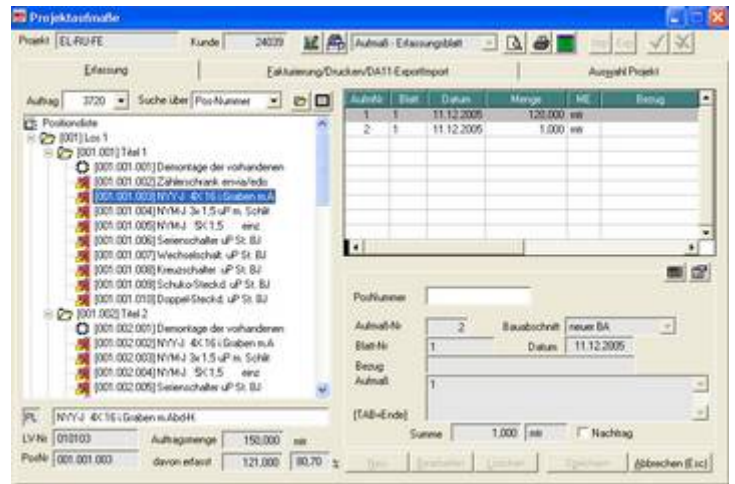 Projektaufmaße
Projekt EL-RU-FE Kunde 24039 Aufmaß - Erfassungsblatt
Erfassung Fakturierung/Drucken/DA11-Export/Import Auswahl Projekt
Auftrag 3720 Suche über Pos-Nummer
AufmNr Blatt Datum Menge ME Bezug
1 1 11.12.2005 120,000
2 1 11.12.2005 1,000
Positionsliste
[001] Los 1
[001.001] Titel 1
[001.001.001] Demontage der vorhandenen
[001.001.002] Zählerschrank envia/edis
[001.001.003] NYY-J 4X16 i.Graben m.A
[001.001.004] NYM-J 3x1,5 uP m. Schlit
[001.001.005] NYM-J 5X1,5 einz
[001.001.006] Serienschalter uP St. BJ
[001.001.007] Wechselschalt. uP St. BJ
[001.001.008] Kreuzschalter uP St. BJ
[001.001.009] Schuko-Steckd. uP St. BJ
[001.001.010] Doppel-Steckd. uP St. BJ
[001.002] Titel 2
[001.002.001] Demontage der vorhandenen
[001.002.002] NYY-J 4X16 i.Graben m.A
[001.002.003] NYM-J 3x1,5 uP m. Schlit
[001.002.004] NYM-J 5X1,5 einz
[001.002.005] Serienschalter uP St. BJ
PosNummer
Aufmaß-Nr 2 Bauabschnitt neuer BA
Blatt-Nr 1 Datum 11.12.2005
Bezug
Aufmaß 1
[TAB=Ende]
Summe 1,000 Nachtrag
PL NYY-J 4X16 i.Graben m.Abd-H.
LV-Nr 010103 Auftragsmenge 150,000
PosNr 001.001.003 davon erfasst 121,000 80,70 %
Neu Bearbeiten Löschen Speichern Abbrechen (Esc)